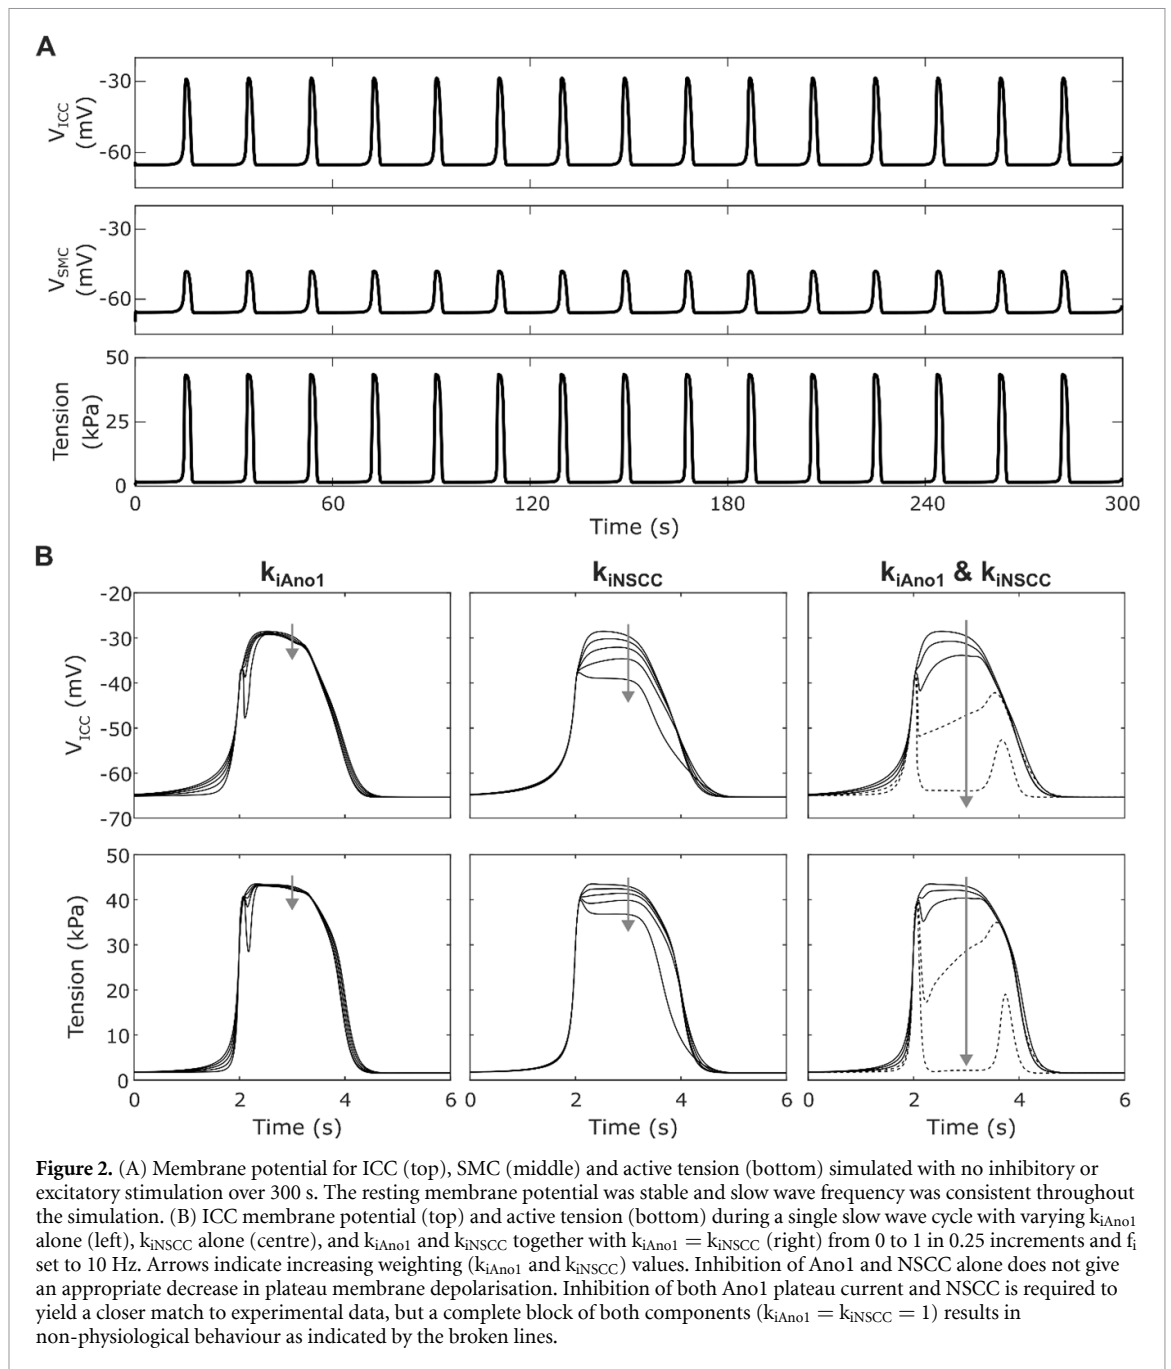 A
-30
-60
V_ICC (mV)
-30
-60
V_SMC (mV)
50
25
0
Tension (kPa)
0 60 120 180 240 300
Time (s)
B
k_iAno1 k_iNSCC k_iAno1 & k_iNSCC
-20
-30
-40
-50
-60
-70
V_ICC (mV)
50
40
30
20
10
0
Tension (kPa)
0 2 4 6 0 2 4 6 0 2 4 6
Time (s) Time (s) Time (s)
Figure 2. (A) Membrane potential for ICC (top), SMC (middle) and active tension (bottom) simulated with no inhibitory or
excitatory stimulation over 300 s. The resting membrane potential was stable and slow wave frequency was consistent throughout
the simulation. (B) ICC membrane potential (top) and active tension (bottom) during a single slow wave cycle with varying k_iAno1
alone (left), k_iNSCC alone (centre), and k_iAno1 and k_iNSCC together with k_iAno1 = k_iNSCC (right) from 0 to 1 in 0.25 increments and f_i
set to 10 Hz. Arrows indicate increasing weighting (k_iAno1 and k_iNSCC) values. Inhibition of Ano1 and NSCC alone does not give
an appropriate decrease in plateau membrane depolarisation. Inhibition of both Ano1 plateau current and NSCC is required to
yield a closer match to experimental data, but a complete block of both components (k_iAno1 = k_iNSCC = 1) results in
non-physiological behaviour as indicated by the broken lines.